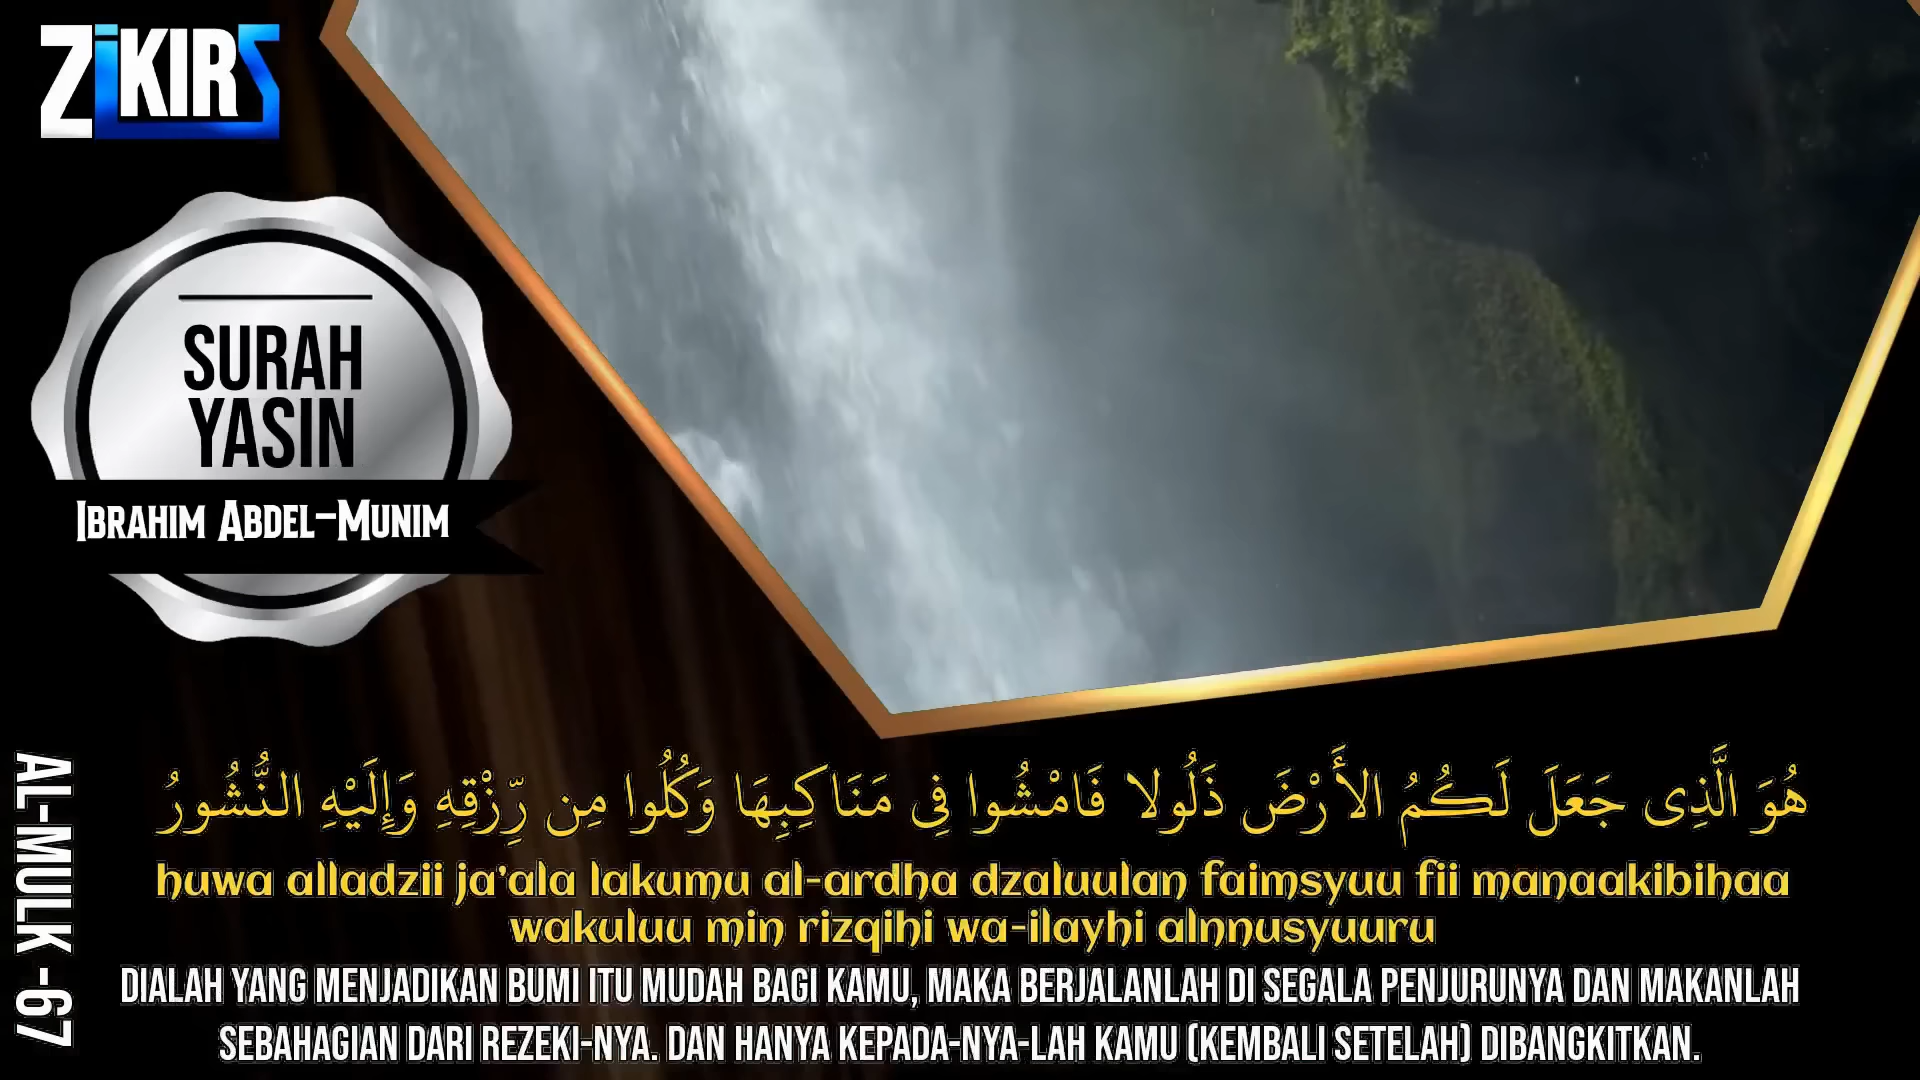 ZIKIRS
SURAH
YASIN
IBRAHIM ABDEL-MUNIM
AL-MULK -67
هُوَ الَّذِى جَعَلَ لَكُمُ الأَرْضَ ذَلُولا فَامْشُوا فِى مَنَاكِبِهَا وَكُلُوا مِن رِّزْقِهِ وَإِلَيْهِ النُّشُورُ
huwa alladzii ja'ala lakumu al-ardha dzaluulan faimsyuu fii manaakibihaa
wakuluu min rizqihi wa-ilayhi alnnusyuuru
DIALAH YANG MENJADIKAN BUMI ITU MUDAH BAGI KAMU, MAKA BERJALANLAH DI SEGALA PENJURUNYA DAN MAKANLAH
SEBAHAGIAN DARI REZEKI-NYA. DAN HANYA KEPADA-NYA-LAH KAMU (KEMBALI SETELAH) DIBANGKITKAN.